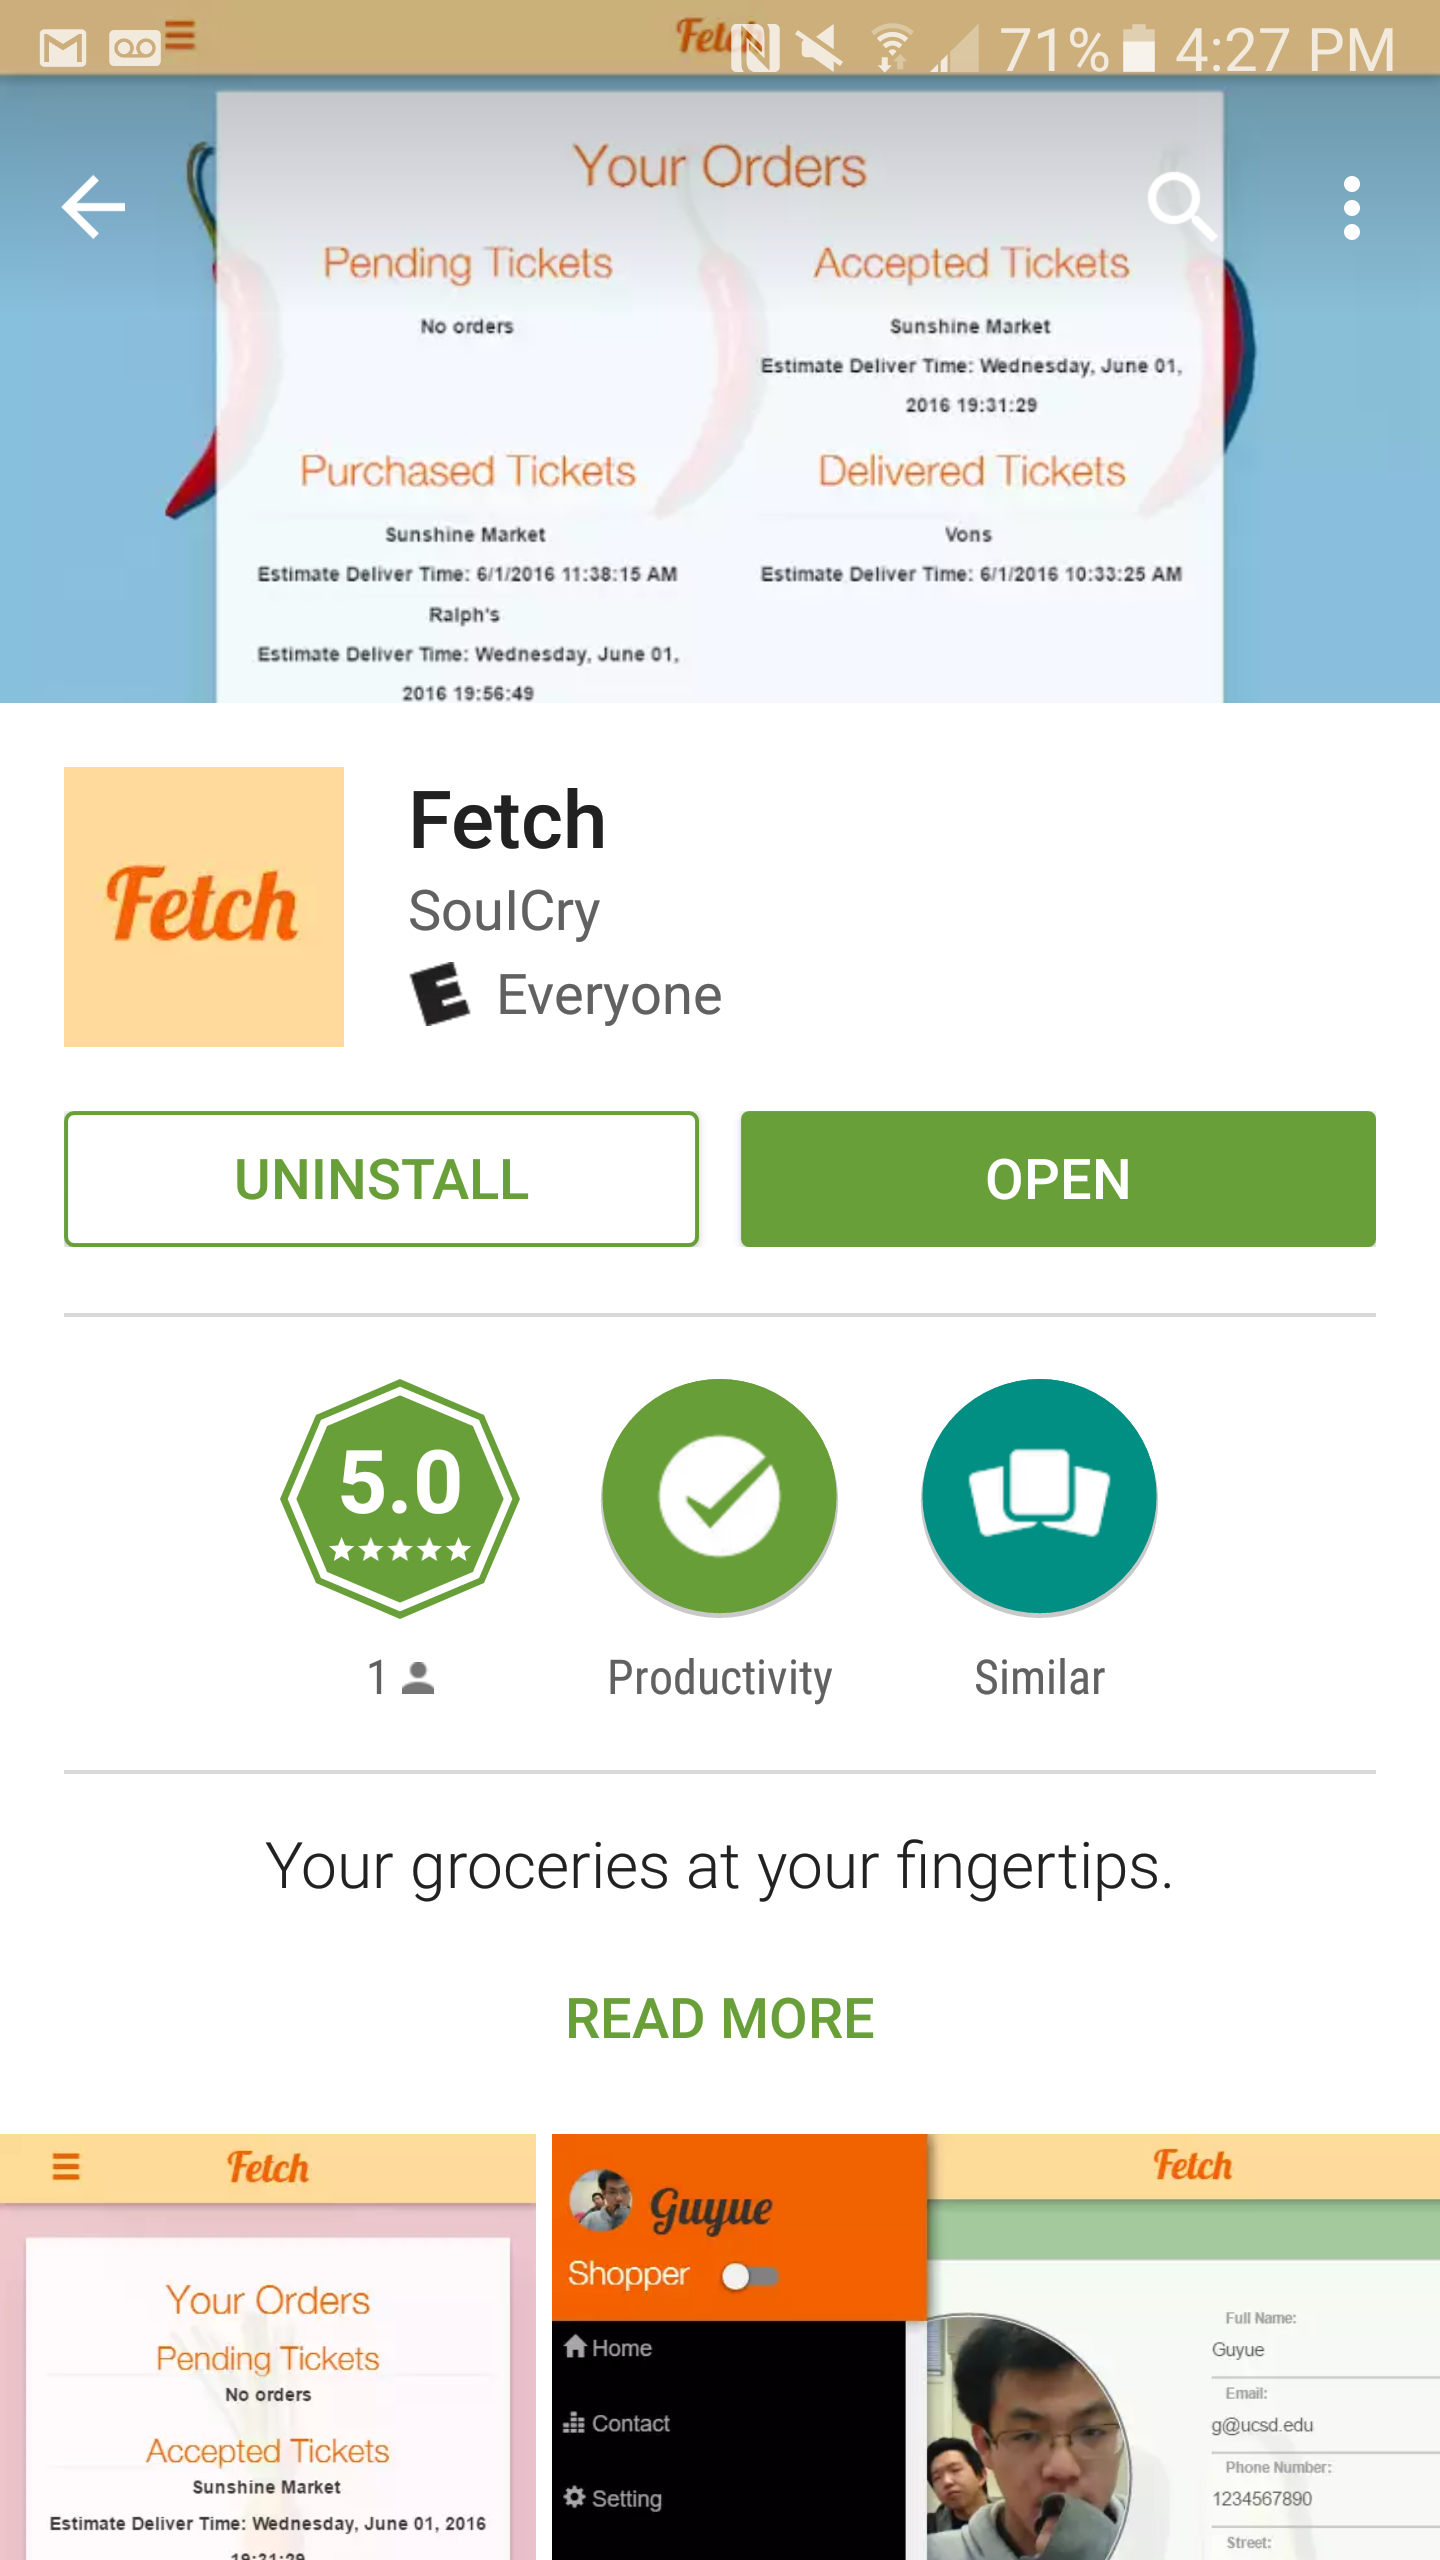 Fetch
71% 4:27 PM
Your Orders
Pending Tickets
No orders
Accepted Tickets
Sunshine Market
Estimate Deliver Time: Wednesday, June 01,
2016 19:31:29
Purchased Tickets
Sunshine Market
Estimate Deliver Time: 6/1/2016 11:38:15 AM
Ralph's
Estimate Deliver Time: Wednesday, June 01,
2016 19:56:49
Delivered Tickets
Vons
Estimate Deliver Time: 6/1/2016 10:33:25 AM
Fetch
Fetch
SoulCry
E Everyone
UNINSTALL
OPEN
5.0
1
Productivity
Similar
Your groceries at your fingertips.
READ MORE
Fetch
Your Orders
Pending Tickets
No orders
Accepted Tickets
Sunshine Market
Estimate Deliver Time: Wednesday, June 01, 2016
19:31:29
Guyue
Shopper
Home
Contact
Setting
Fetch
Full Name:
Guyue
Email:
g@ucsd.edu
Phone Number:
1234567890
Street: